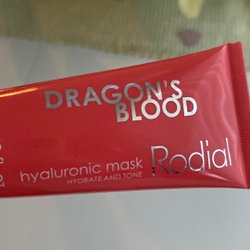 DRAGON'S
BLOOD
hyaluronic mask
HYDRATE AND TONE
Rodial